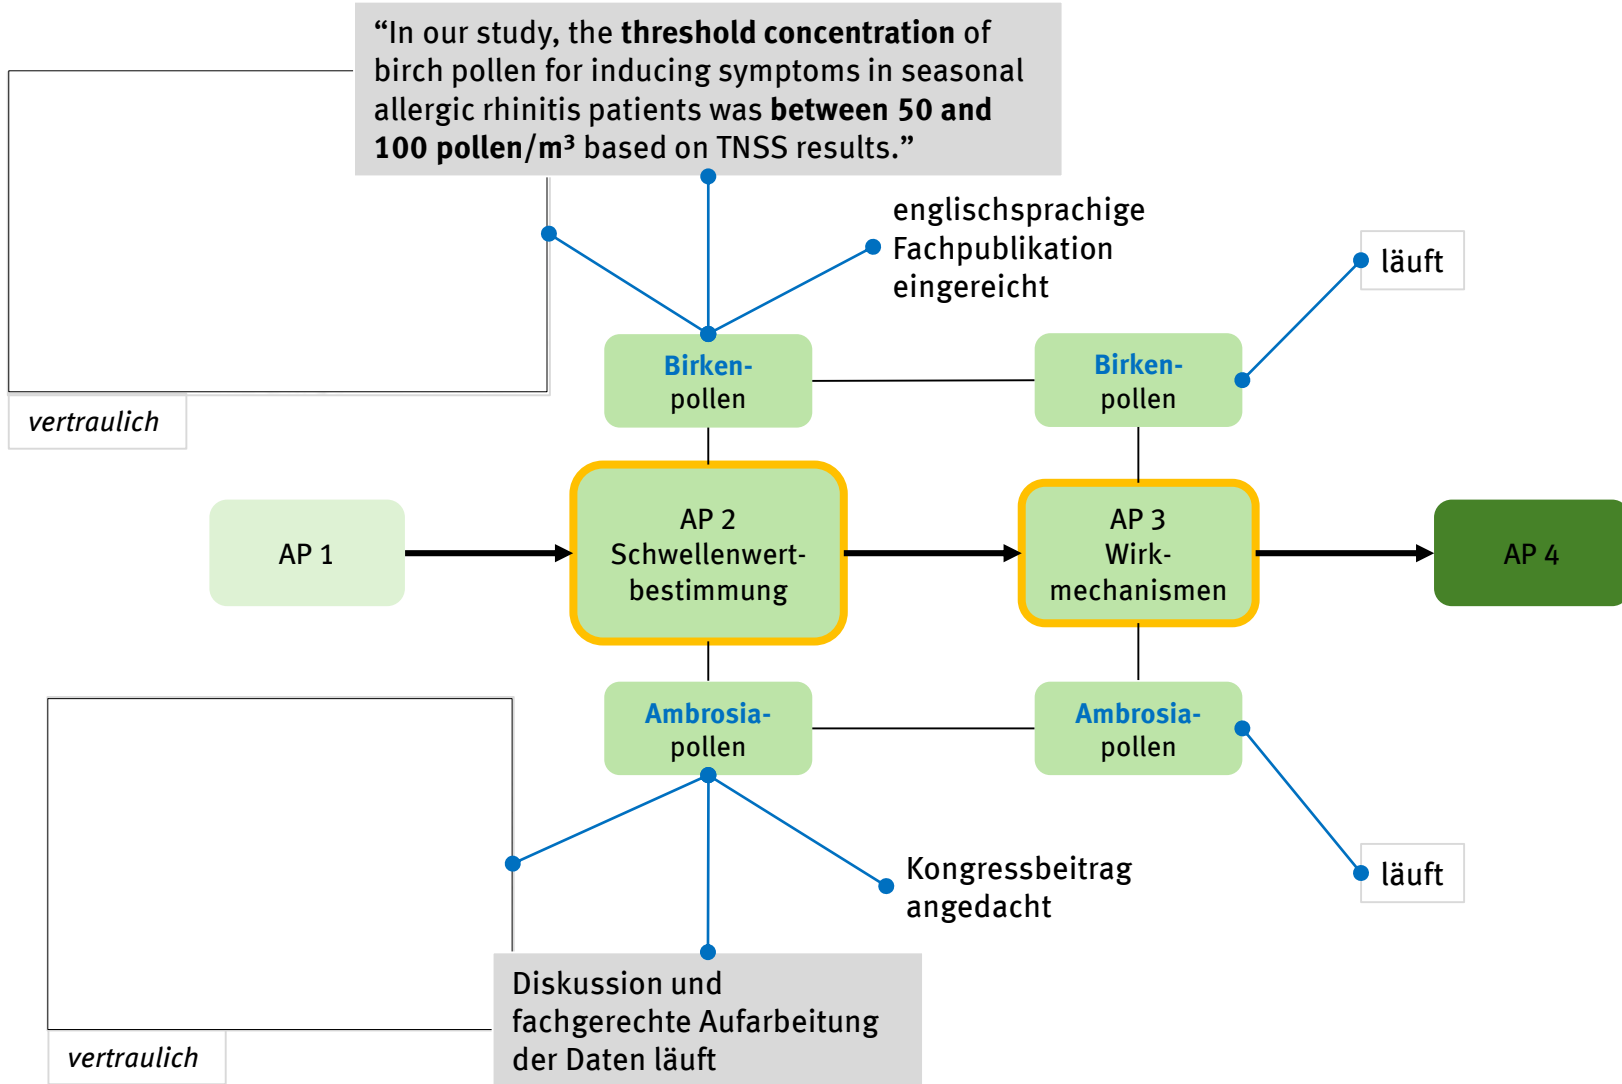 “In our study, the threshold concentration of
birch pollen for inducing symptoms in seasonal
allergic rhinitis patients was between 50 and
100 pollen/m³ based on TNSS results.”
englischsprachige
Fachpublikation
eingereicht
läuft
Birken-
pollen
Birken-
pollen
vertraulich
AP 1
AP 2
Schwellenwert-
bestimmung
AP 3
Wirk-
mechanismen
AP 4
Ambrosia-
pollen
Ambrosia-
pollen
Kongressbeitrag
angedacht
läuft
Diskussion und
fachgerechte Aufarbeitung
der Daten läuft
vertraulich